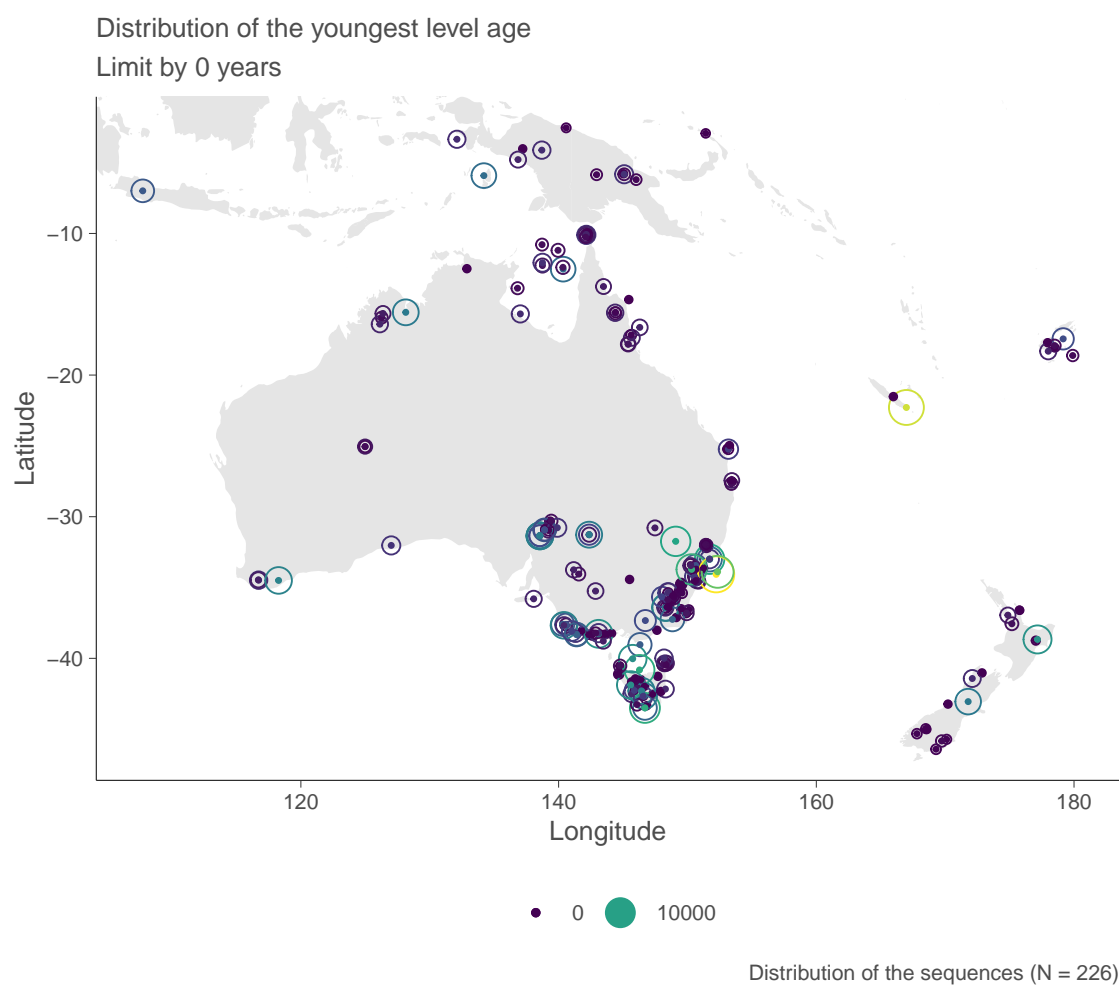 Distribution of the youngest level age
Limit by 0 years
−10
−20
−30
−40
Latitude
120
140
160
180
Longitude
0
10000
Distribution of the sequences (N = 226)